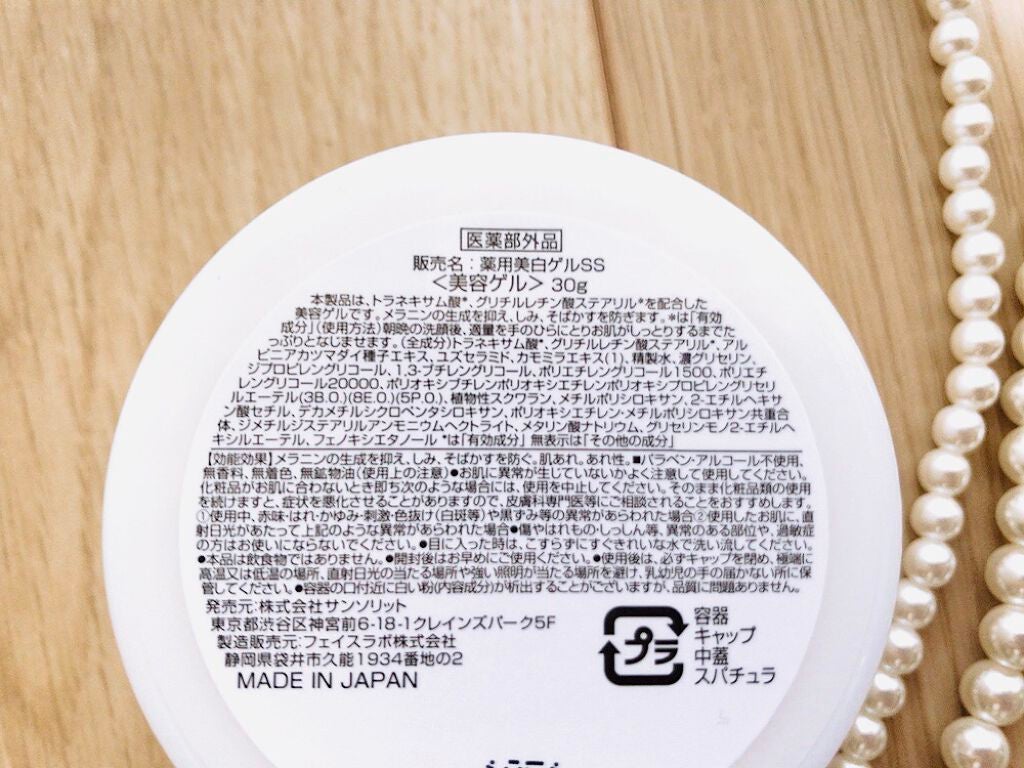 医薬部外品
販売名：薬用美白ゲルSS
＜美容ゲル＞ 30g
本製品は、トラネキサム酸*、グリチルレチン酸ステアリル*を配合した
美容ゲルです。メラニンの生成を抑え、しみ、そばかすを防ぎます。*は「有効
成分」〈使用方法〉朝晩の洗顔後、適量を手のひらにとりお肌がしっとりするまでた
っぷりとなじませます。〈全成分〉トラネキサム酸*、グリチルレチン酸ステアリル*、アル
ピニアカツマダイ種子エキス、ユズセラミド、カモミラエキス(1)、精製水、濃グリセリン、
ジプロピレングリコール、1,3-ブチレングリコール、ポリエチレングリコール1500、ポリエチ
レングリコール20000、ポリオキシブチレンポリオキシエチレンポリオキシプロピレングリセリ
ルエーテル(3B.O.)(8E.O.)(5P.O.)、植物性スクワラン、メチルポリシロキサン、2-エチルヘキサ
ン酸セチル、デカメチルシクロペンタシロキサン、ポリオキシエチレン・メチルポリシロキサン共重合
体、ジメチルジステアリルアンモニウムヘクトライト、メタリン酸ナトリウム、グリセリンモノ2-エチルヘ
キシルエーテル、フェノキシエタノール *は「有効成分」無表示は「その他の成分」
【効能効果】メラニンの生成を抑え、しみ、そばかすを防ぐ。肌あれ。あれ性。■パラベン・アルコール不使用、
無香料、無着色、無鉱物油〈使用上の注意〉●お肌に異常が生じていないかよく注意して使用してください。
化粧品がお肌に合わないとき即ち次のような場合には、使用を中止してください。そのまま化粧品類の使用
を続けますと、症状を悪化させることがありますので、皮膚科専門医等にご相談されることをおすすめします。
①使用中、赤味・はれ・かゆみ・刺激・色抜け(白斑等)や黒ずみ等の異常があらわれた場合②使用したお肌に、直
射日光があたって上記のような異常があらわれた場合●傷やはれもの・しっしん等、異常のある部位や、過敏症
の方はお使いにならないでください。●目に入った時は、こすらずにすぐきれいな水で洗い流してください。
●本品は飲食物ではありません。●開封後はお早めにご使用ください。●使用後は、必ずキャップを閉め、極端に
高温又は低温の場所、直射日光の当たる場所や強い照明が当たる場所を避け、乳幼児の手の届かない所に保
管してください。●容器の口付近に白い粉(内容成分)が析出することがございますが、品質に問題ありません。
発売元：株式会社サンソリット
東京都渋谷区神宮前6-18-1クレインズパーク5F
製造販売元：フェイスラボ株式会社
静岡県袋井市久能1934番地の2
MADE IN JAPAN
プラ
容器
キャップ
中蓋
スパチュラ